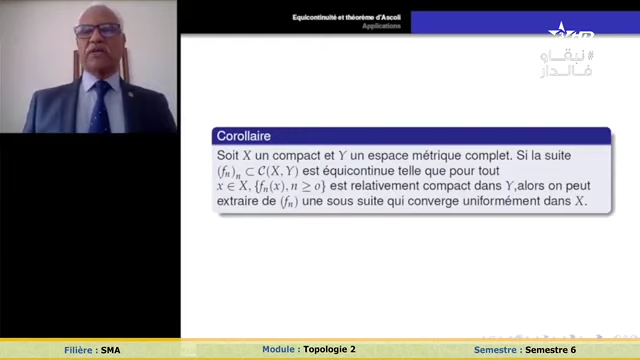 Equicontinuité et théorème d'Ascoli
Applications
#نبقاو
فالدار
Corollaire
Soit X un compact et Y un espace métrique complet. Si la suite
(fₙ)ₙ ⊂ C(X, Y) est équicontinue telle que pour tout
x ∈ X, {fₙ(x), n ≥ o} est relativement compact dans Y,alors on peut
extraire de (fₙ) une sous suite qui converge uniformément dans X.
Filière : SMA
Module : Topologie 2
Semestre : Semestre 6